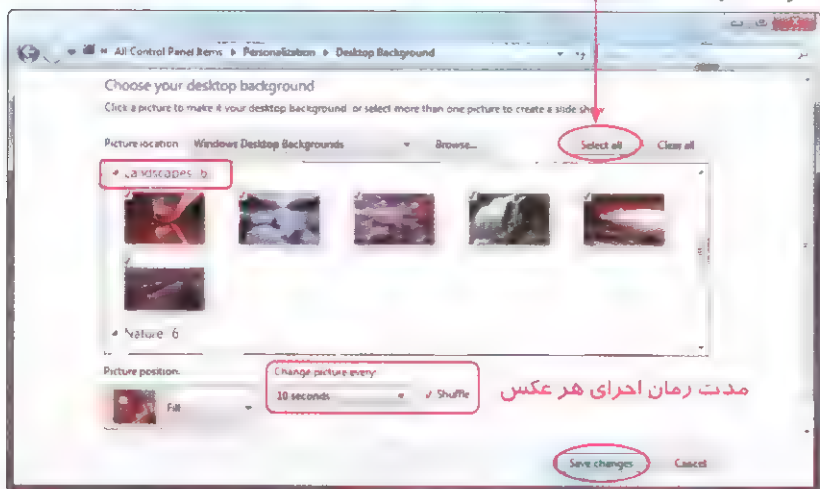 All Control Panel Items ▸ Personalization ▸ Desktop Background
Choose your desktop background
Click a picture to make it your desktop background, or select more than one picture to create a slide show.
Picture location: Windows Desktop Backgrounds Browse... Select all Clear all
Landscapes 6
Nature 6
Picture position:
Change picture every:
Fill
10 seconds
Shuffle
مدت زمان اجرای هر عکس
Save changes Cancel